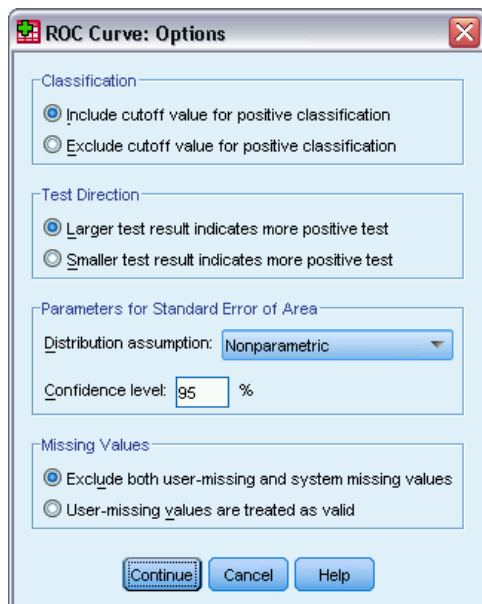 ROC Curve: Options
Classification
Include cutoff value for positive classification
Exclude cutoff value for positive classification
Test Direction
Larger test result indicates more positive test
Smaller test result indicates more positive test
Parameters for Standard Error of Area
Distribution assumption: Nonparametric
Confidence level: 95 %
Missing Values
Exclude both user-missing and system missing values
User-missing values are treated as valid
Continue Cancel Help